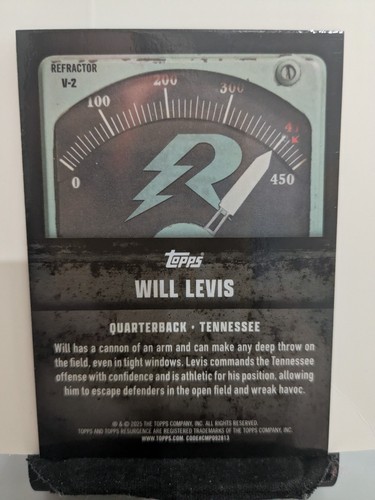 REFRACTOR
V-2
0
100
200
300
450
R
Topps
WILL LEVIS
QUARTERBACK • TENNESSEE
Will has a cannon of an arm and can make any deep throw on
the field, even in tight windows. Levis commands the Tennessee
offense with confidence and is athletic for his position, allowing
him to escape defenders in the open field and wreak havoc.
® & © 2025 THE TOPPS COMPANY, INC. ALL RIGHTS RESERVED.
TOPPS AND TOPPS RESURGENCE ARE REGISTERED TRADEMARKS OF THE TOPPS COMPANY, INC.
WWW.TOPPS.COM. CODE#CMP092813